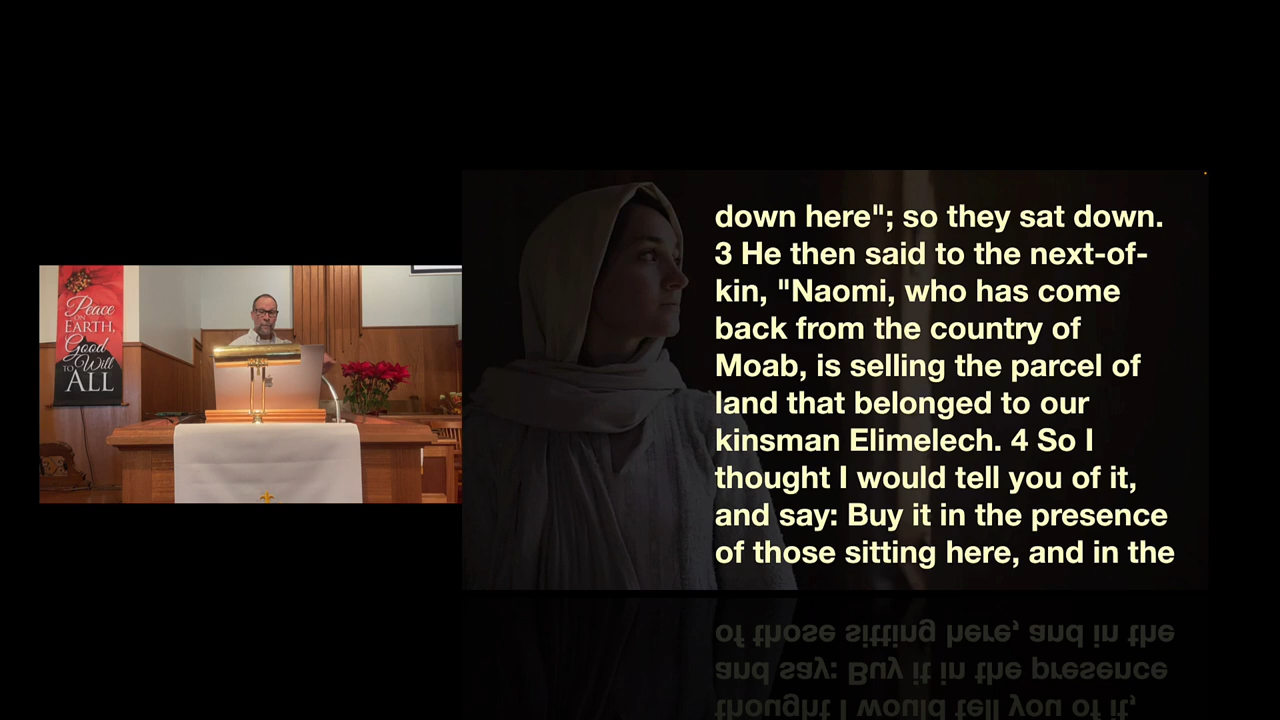 Peace
ON
EARTH,
Good
Will
TO
ALL
down here"; so they sat down.
3 He then said to the next-of-
kin, "Naomi, who has come
back from the country of
Moab, is selling the parcel of
land that belonged to our
kinsman Elimelech. 4 So I
thought I would tell you of it,
and say: Buy it in the presence
of those sitting here, and in the